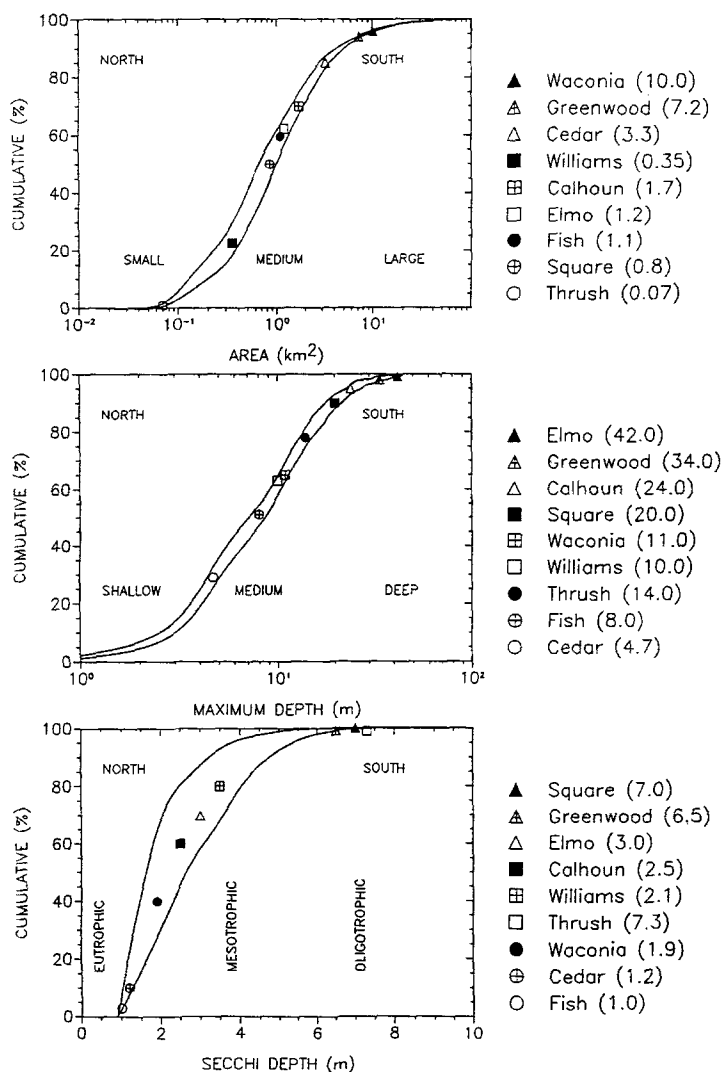 100
80
60
40
20
0
CUMULATIVE (%)
NORTH
SOUTH
SMALL
MEDIUM
LARGE
10⁻²
10⁻¹
10⁰
10¹
AREA (km²)
▲ Waconia (10.0)
Greenwood (7.2)
△ Cedar (3.3)
■ Williams (0.35)
⊞ Calhoun (1.7)
□ Elmo (1.2)
● Fish (1.1)
⊕ Square (0.8)
○ Thrush (0.07)
100
80
60
40
20
0
CUMULATIVE (%)
NORTH
SOUTH
SHALLOW
MEDIUM
DEEP
10⁰
10¹
10²
MAXIMUM DEPTH (m)
▲ Elmo (42.0)
Greenwood (34.0)
△ Calhoun (24.0)
■ Square (20.0)
⊞ Waconia (11.0)
□ Williams (10.0)
● Thrush (14.0)
⊕ Fish (8.0)
○ Cedar (4.7)
100
80
60
40
20
0
CUMULATIVE (%)
NORTH
SOUTH
EUTROPHIC
MESOTROPHIC
OLIGOTROPHIC
0
2
4
6
8
10
SECCHI DEPTH (m)
▲ Square (7.0)
Greenwood (6.5)
△ Elmo (3.0)
■ Calhoun (2.5)
⊞ Williams (2.1)
□ Thrush (7.3)
● Waconia (1.9)
⊕ Cedar (1.2)
○ Fish (1.0)